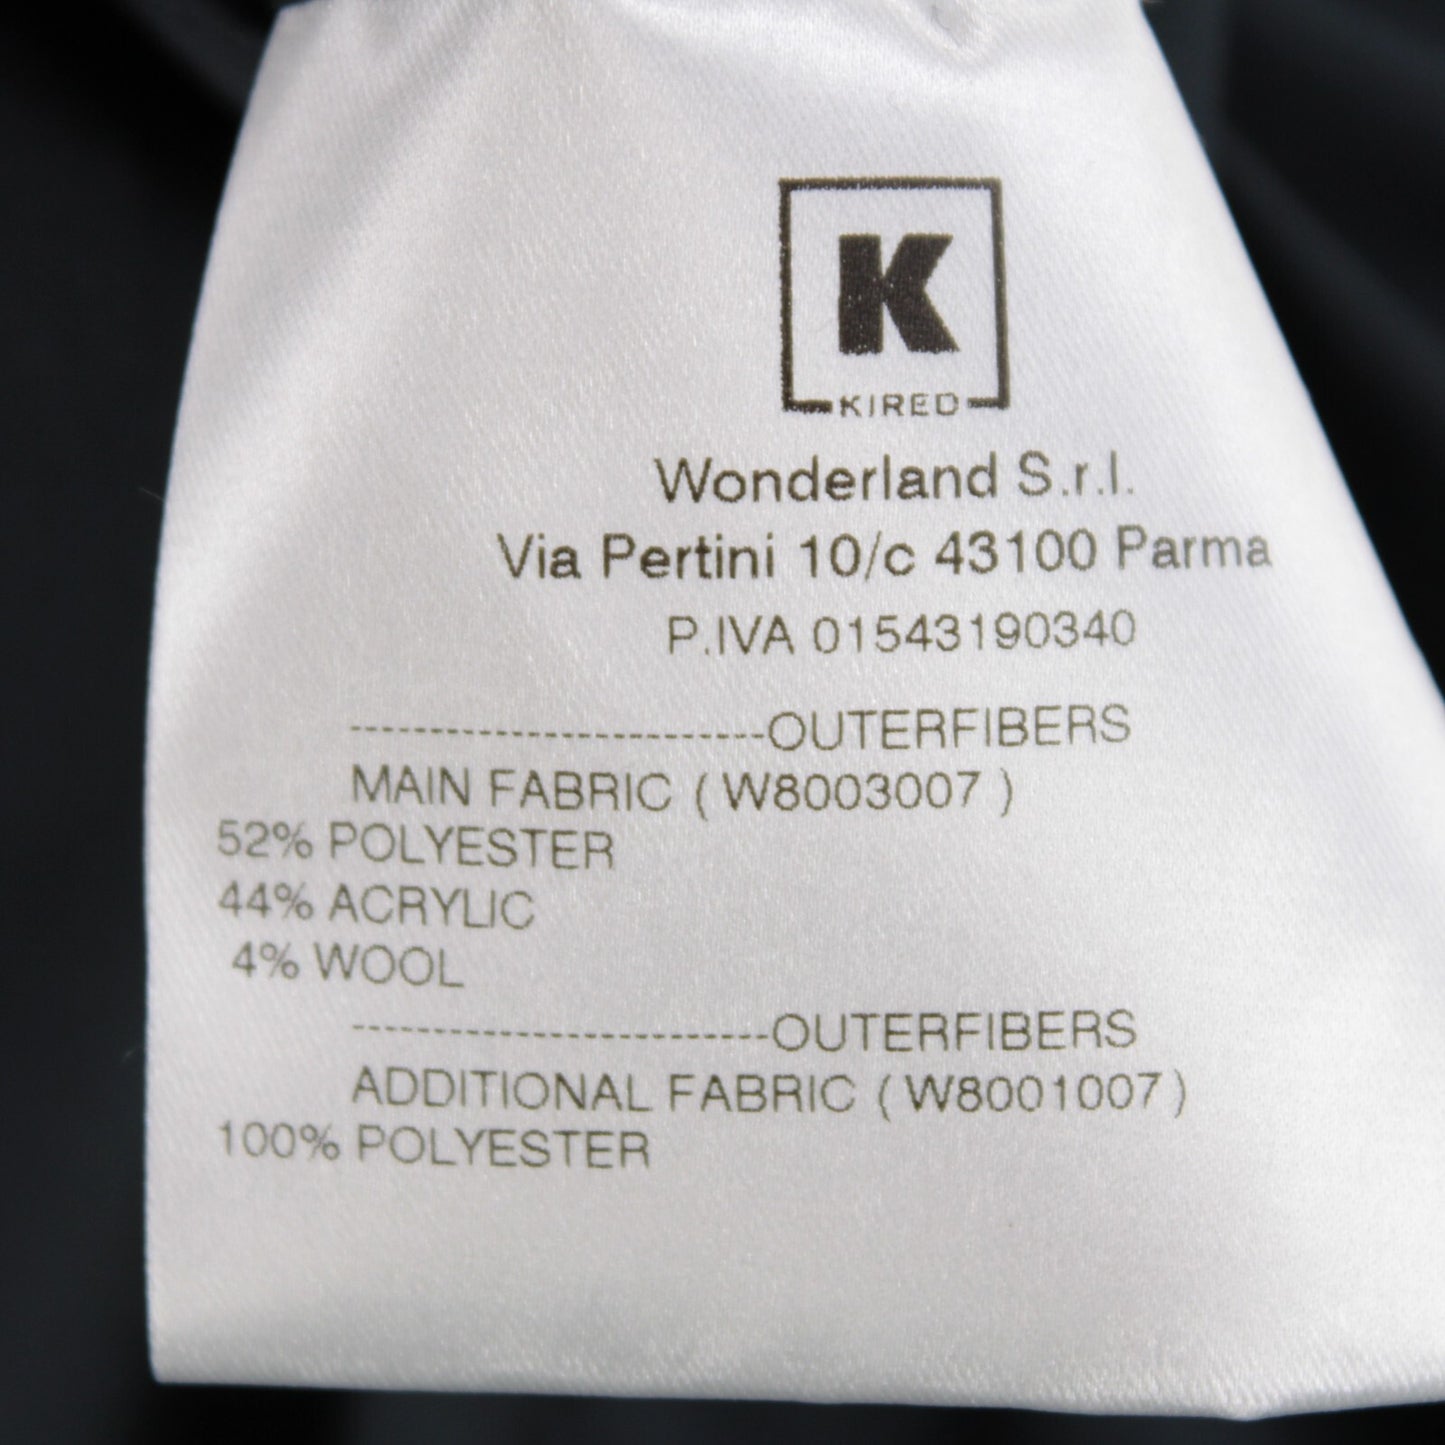 K
KIRED
Wonderland S.r.l.
Via Pertini 10/c 43100 Parma
P.IVA 01543190340
-------------------------OUTERFIBERS
MAIN FABRIC ( W8003007 )
52% POLYESTER
44% ACRYLIC
4% WOOL
-------------------------OUTERFIBERS
ADDITIONAL FABRIC ( W8001007 )
100% POLYESTER